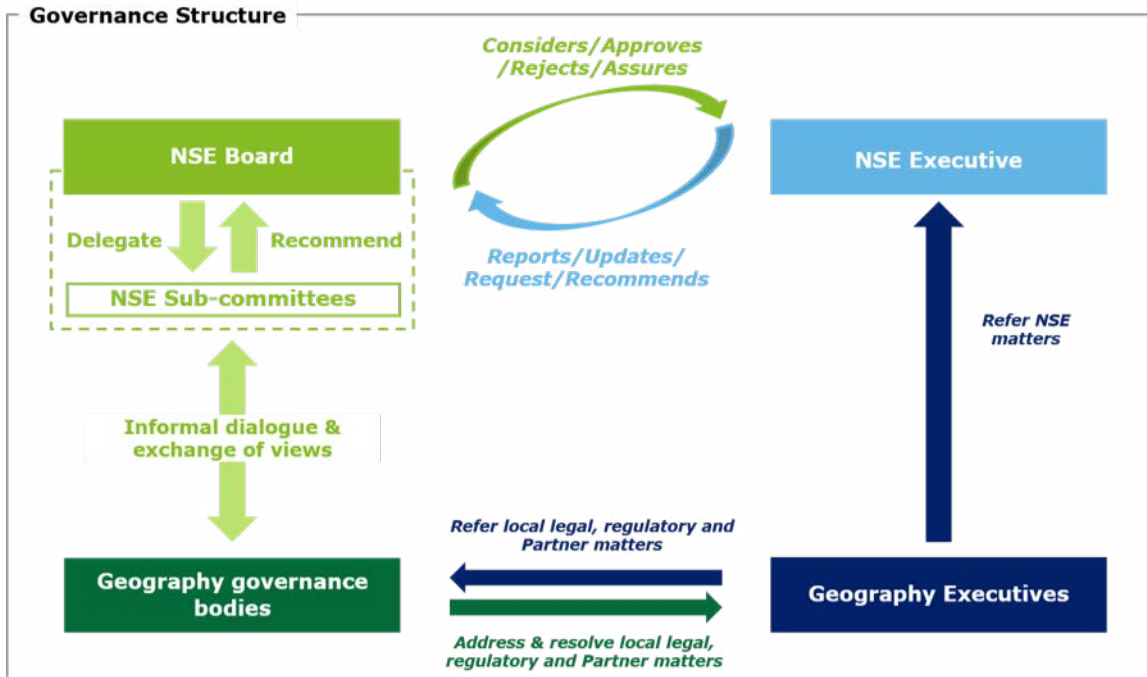 Governance Structure
Considers/Approves
/Rejects/Assures
NSE Board
NSE Executive
Delegate
Recommend
NSE Sub-committees
Reports/Updates/
Request/Recommends
Refer NSE
matters
Informal dialogue &
exchange of views
Refer local legal, regulatory and
Partner matters
Geography governance
bodies
Geography Executives
Address & resolve local legal,
regulatory and Partner matters